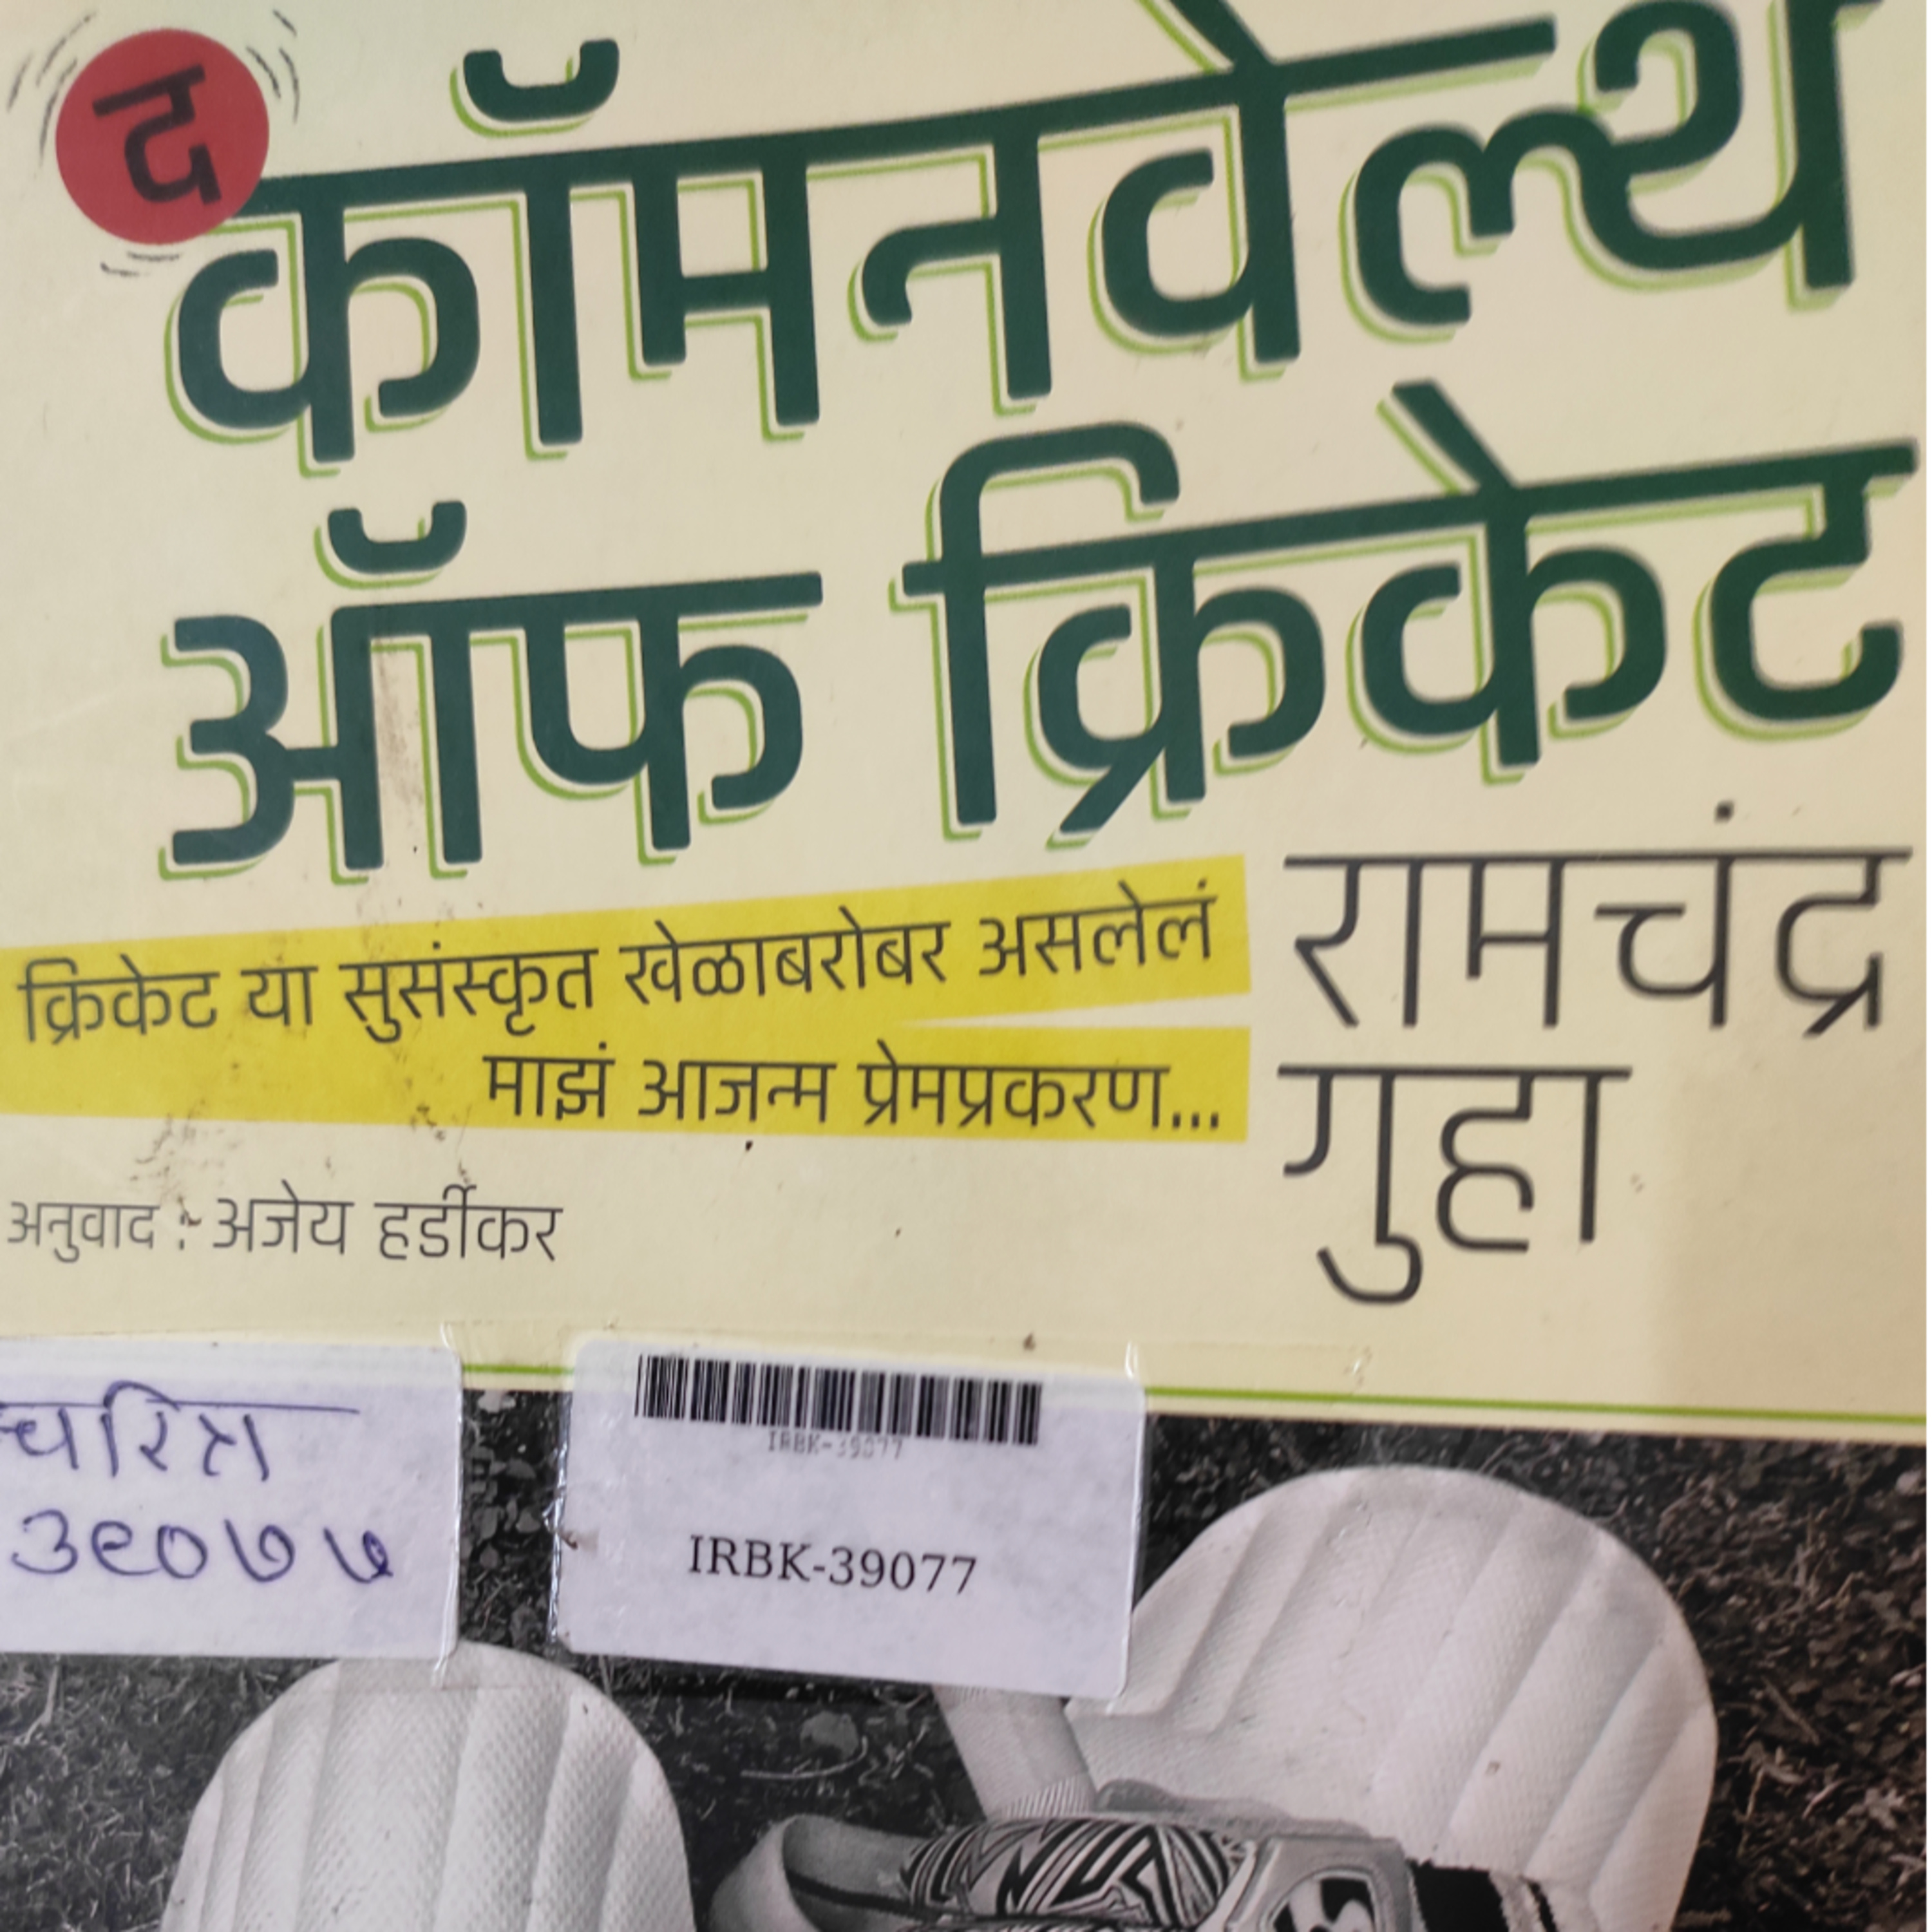 द
कॉमनवेल्थ
ऑफ क्रिकेट
क्रिकेट या सुसंस्कृत खेळाबरोबर असलेलं
माझं आजन्म प्रेमप्रकरण...
रामचंद्र
गुहा
अनुवाद : अजेय हर्डीकर
चरित्र
३९०७७
IRBK-39077
IRBK-39077